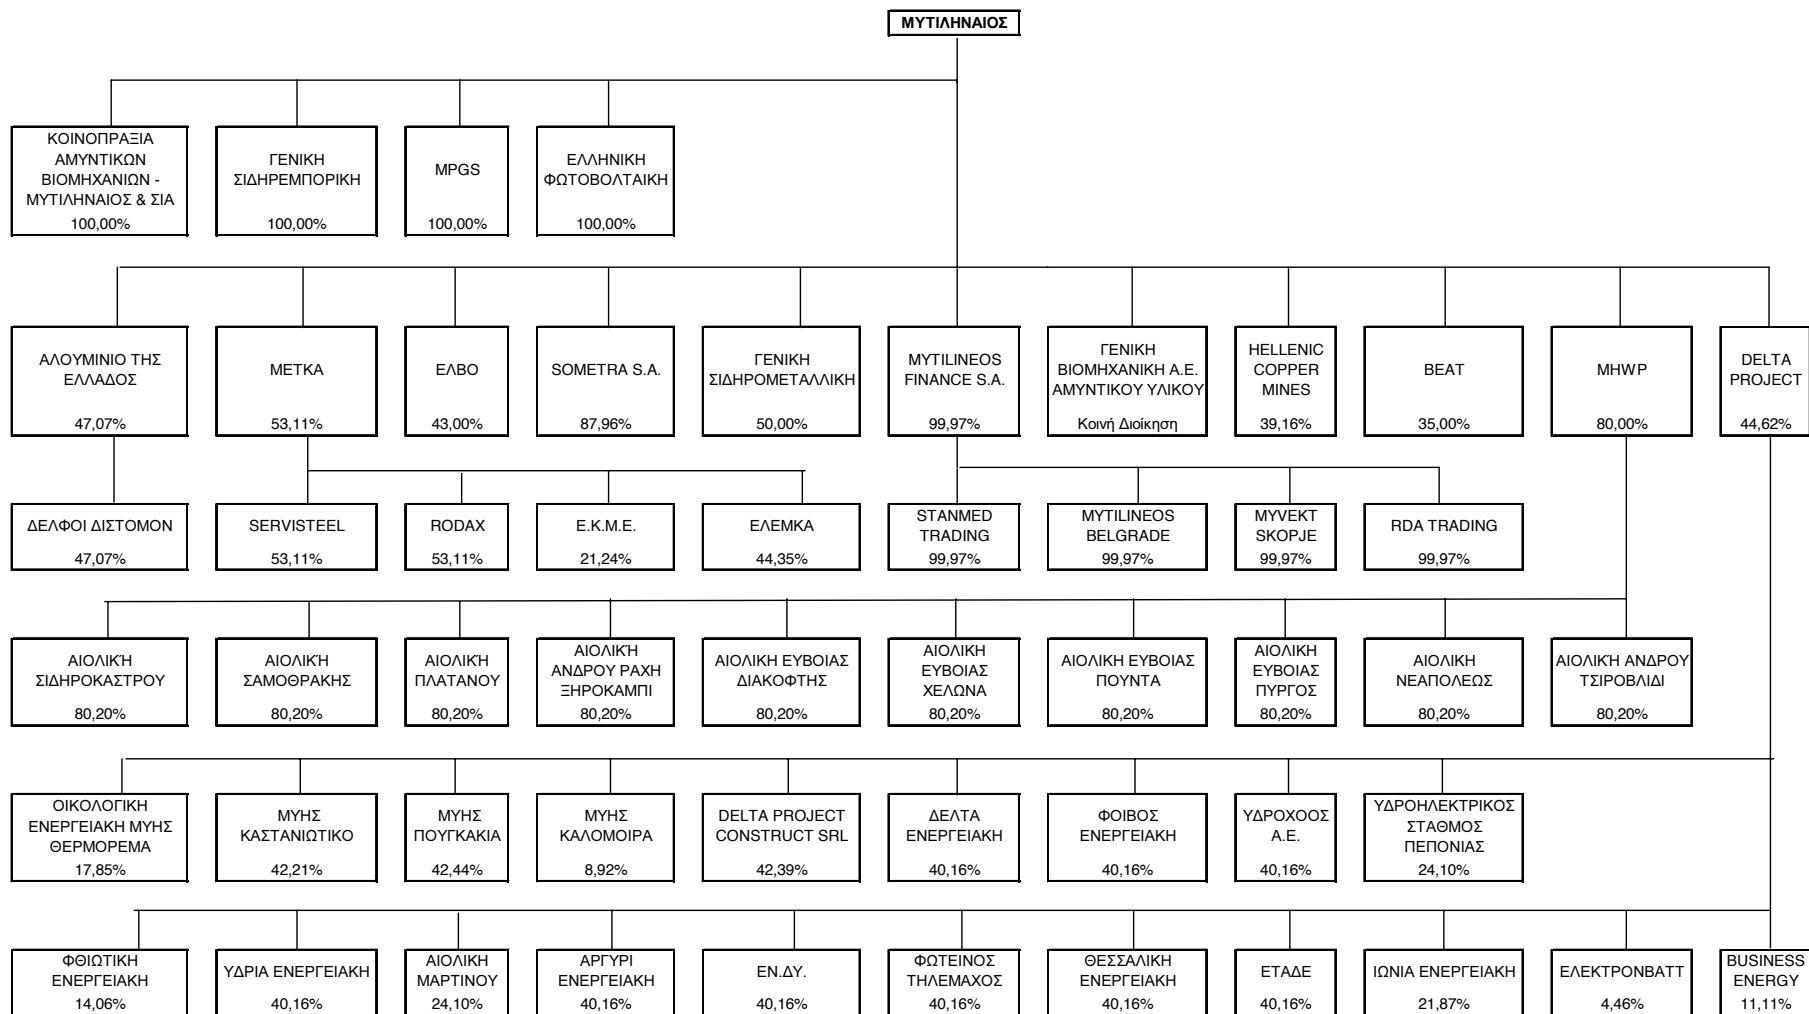 ΜΥΤΙΛΗΝΑΙΟΣ
ΚΟΙΝΟΠΡΑΞΙΑ
ΑΜΥΝΤΙΚΩΝ
ΒΙΟΜΗΧΑΝΙΩΝ -
ΜΥΤΙΛΗΝΑΙΟΣ & ΣΙΑ
100,00%
ΓΕΝΙΚΗ
ΣΙΔΗΡΕΜΠΟΡΙΚΗ
100,00%
MPGS
100,00%
ΕΛΛΗΝΙΚΗ
ΦΩΤΟΒΟΛΤΑΙΚΗ
100,00%
ΑΛΟΥΜΙΝΙΟ ΤΗΣ
ΕΛΛΑΔΟΣ
47,07%
ΜΕΤΚΑ
53,11%
ΕΛΒΟ
43,00%
SOMETRA S.A.
87,96%
ΓΕΝΙΚΗ
ΣΙΔΗΡΟΜΕΤΑΛΛΙΚΗ
50,00%
MYTILINEOS
FINANCE S.A.
99,97%
ΓΕΝΙΚΗ
ΒΙΟΜΗΧΑΝΙΚΗ Α.Ε.
ΑΜΥΝΤΙΚΟΥ ΥΛΙΚΟΥ
Κοινή Διοίκηση
HELLENIC
COPPER
MINES
39,16%
BEAT
35,00%
MHWP
80,00%
DELTA
PROJECT
44,62%
ΔΕΛΦΟΙ ΔΙΣΤΟΜΟΝ
47,07%
SERVISTEEL
53,11%
RODAX
53,11%
Ε.Κ.Μ.Ε.
21,24%
ΕΛΕΜΚΑ
44,35%
STANMED
TRADING
99,97%
MYTILINEOS
BELGRADE
99,97%
MYVEKT
SKOPJE
99,97%
RDA TRADING
99,97%
ΑΙΟΛΙΚΉ
ΣΙΔΗΡΟΚΑΣΤΡΟΥ
80,20%
ΑΙΟΛΙΚΉ
ΣΑΜΟΘΡΑΚΗΣ
80,20%
ΑΙΟΛΙΚΉ
ΠΛΑΤΑΝΟΥ
80,20%
ΑΙΟΛΙΚΉ
ΑΝΔΡΟΥ ΡΑΧΗ
ΞΗΡΟΚΑΜΠΙ
80,20%
ΑΙΟΛΙΚΗ ΕΥΒΟΙΑΣ
ΔΙΑΚΟΦΤΗΣ
80,20%
ΑΙΟΛΙΚΗ
ΕΥΒΟΙΑΣ
ΧΕΛΩΝΑ
80,20%
ΑΙΟΛΙΚΗ ΕΥΒΟΙΑΣ
ΠΟΥΝΤΑ
80,20%
ΑΙΟΛΙΚΗ
ΕΥΒΟΙΑΣ
ΠΥΡΓΟΣ
80,20%
ΑΙΟΛΙΚΗ
ΝΕΑΠΟΛΕΩΣ
80,20%
ΑΙΟΛΙΚΉ ΑΝΔΡΟΥ
ΤΣΙΡΟΒΛΙΔΙ
80,20%
ΟΙΚΟΛΟΓΙΚΗ
ΕΝΕΡΓΕΙΑΚΗ ΜΥΗΣ
ΘΕΡΜΟΡΕΜΑ
17,85%
ΜΥΗΣ
ΚΑΣΤΑΝΙΩΤΙΚΟ
42,21%
ΜΥΗΣ
ΠΟΥΓΚΑΚΙΑ
42,44%
ΜΥΗΣ
ΚΑΛΟΜΟΙΡΑ
8,92%
DELTA PROJECT
CONSTRUCT SRL
42,39%
ΔΕΛΤΑ
ΕΝΕΡΓΕΙΑΚΗ
40,16%
ΦΟΙΒΟΣ
ΕΝΕΡΓΕΙΑΚΗ
40,16%
ΥΔΡΟΧΟΟΣ
Α.Ε.
40,16%
ΥΔΡΟΗΛΕΚΤΡΙΚΟΣ
ΣΤΑΘΜΟΣ
ΠΕΠΟΝΙΑΣ
24,10%
ΦΘΙΩΤΙΚΗ
ΕΝΕΡΓΕΙΑΚΗ
14,06%
ΥΔΡΙΑ ΕΝΕΡΓΕΙΑΚΗ
40,16%
ΑΙΟΛΙΚΗ
ΜΑΡΤΙΝΟΥ
24,10%
ΑΡΓΥΡΙ
ΕΝΕΡΓΕΙΑΚΗ
40,16%
ΕΝ.ΔΥ.
40,16%
ΦΩΤΕΙΝΟΣ
ΤΗΛΕΜΑΧΟΣ
40,16%
ΘΕΣΣΑΛΙΚΗ
ΕΝΕΡΓΕΙΑΚΗ
40,16%
ΕΤΑΔΕ
40,16%
ΙΩΝΙΑ ΕΝΕΡΓΕΙΑΚΗ
21,87%
ΕΛΕΚΤΡΟΝΒΑΤΤ
4,46%
BUSINESS
ENERGY
11,11%